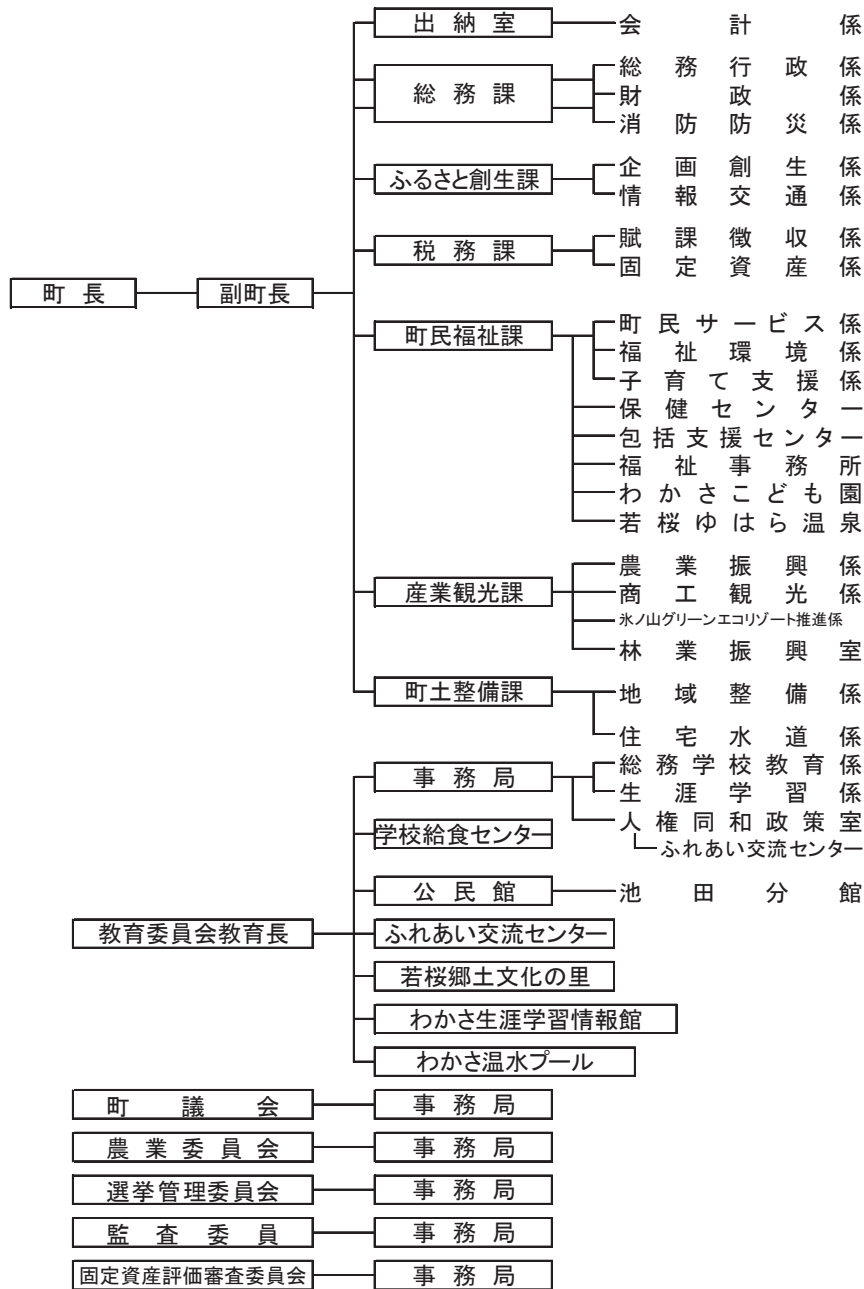 出納室 会計係
総務行政係
総務課 財政係
消防防災係
ふるさと創生課 企画創生係
情報交通係
税務課 賦課徴収係
固定資産係
町長 副町長
町民福祉課 町民サービス係
福祉環境係
子育て支援係
保健センター
包括支援センター
福祉事務所
わかさこども園
若桜ゆはら温泉
農業振興係
産業観光課 商工観光係
氷ノ山グリーンエコリゾート推進係
林業振興室
町土整備課 地域整備係
住宅水道係
事務局 総務学校教育係
生涯学習係
人権同和政策室
ふれあい交流センター
学校給食センター
公民館 池田分館
教育委員会教育長 ふれあい交流センター
若桜郷土文化の里
わかさ生涯学習情報館
わかさ温水プール
町議会 事務局
農業委員会 事務局
選挙管理委員会 事務局
監査委員 事務局
固定資産評価審査委員会 事務局